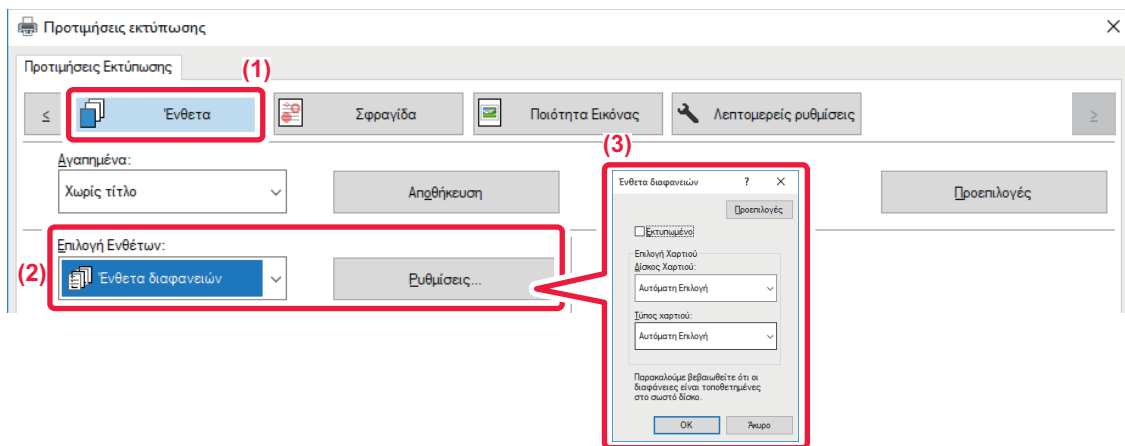 Προτιμήσεις εκτύπωσης
Προτιμήσεις Εκτύπωσης
(1)
≤ Ένθετα Σφραγίδα Ποιότητα Εικόνας Λεπτομερείς ρυθμίσεις ≥
Αγαπημένα:
Χωρίς τίτλο Αποθήκευση Προεπιλογές
(2)
Επιλογή Ενθέτων:
Ένθετα διαφανειών Ρυθμίσεις...
(3)
Ένθετα διαφανειών ?
Προεπιλογές
Εκτυπωμένο
Επιλογή Χαρτιού
Δίσκος Χαρτιού:
Αυτόματη Επιλογή
Τύπος χαρτιού:
Αυτόματη Επιλογή
Παρακαλούμε βεβαιωθείτε ότι οι
διαφάνειες είναι τοποθετημένες
στο σωστό δίσκο.
OK Άκυρο